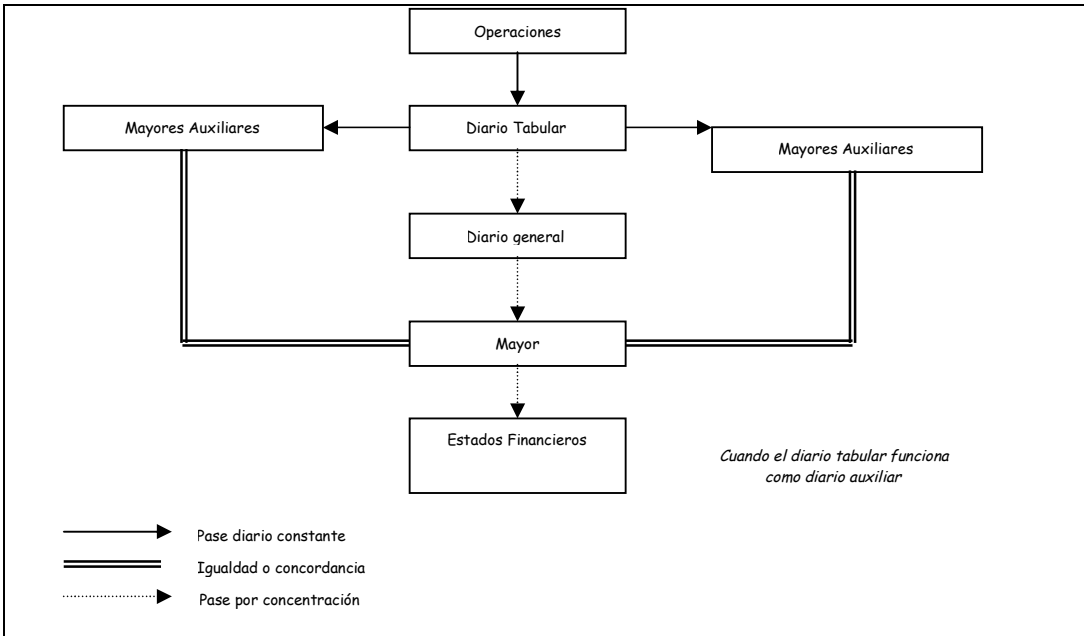 Operaciones
Mayores Auxiliares
Diario Tabular
Mayores Auxiliares
Diario general
Mayor
Estados Financieros
Cuando el diario tabular funciona
como diario auxiliar
Pase diario constante
Igualdad o concordancia
Pase por concentración